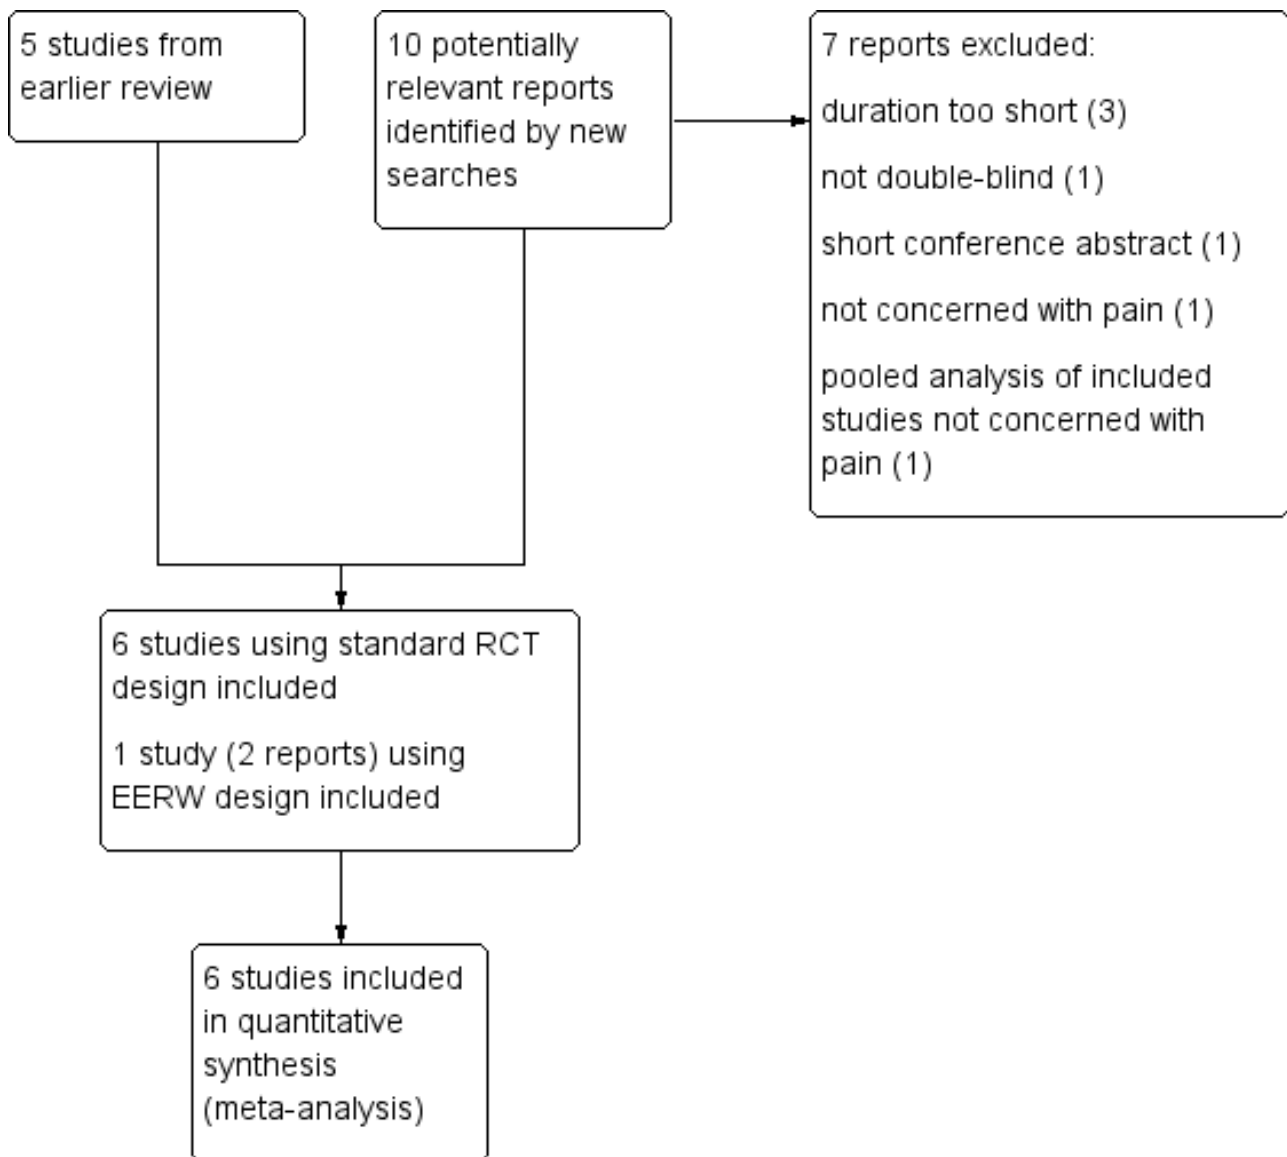 5 studies from
earlier review
10 potentially
relevant reports
identified by new
searches
7 reports excluded:
duration too short (3)
not double-blind (1)
short conference abstract (1)
not concerned with pain (1)
pooled analysis of included
studies not concerned with
pain (1)
6 studies using standard RCT
design included
1 study (2 reports) using
EERW design included
6 studies included
in quantitative
synthesis
(meta-analysis)